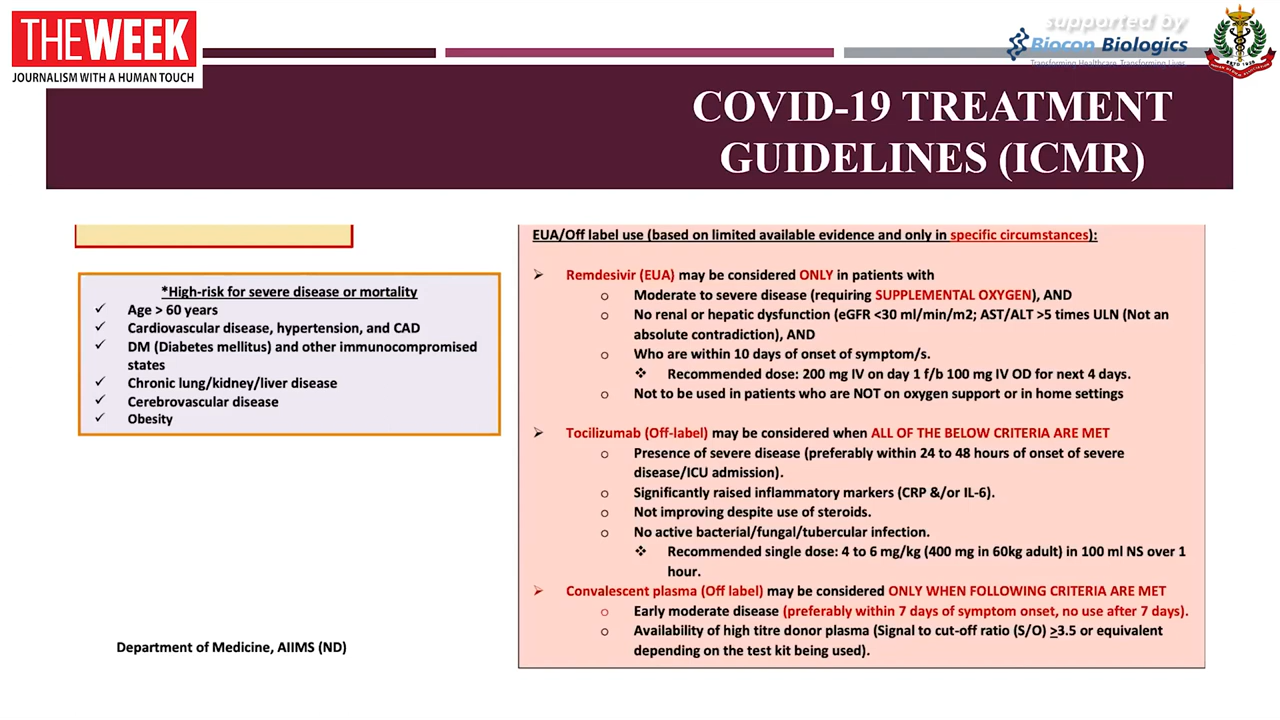 THE WEEK
JOURNALISM WITH A HUMAN TOUCH
supported by
Biocon Biologics
Transforming Healthcare. Transforming Lives.
COVID-19 TREATMENT
GUIDELINES (ICMR)
*High-risk for severe disease or mortality
✓ Age > 60 years
✓ Cardiovascular disease, hypertension, and CAD
✓ DM (Diabetes mellitus) and other immunocompromised
states
✓ Chronic lung/kidney/liver disease
✓ Cerebrovascular disease
✓ Obesity
Department of Medicine, AIIMS (ND)
EUA/Off label use (based on limited available evidence and only in specific circumstances):
➢ Remdesivir (EUA) may be considered ONLY in patients with
o Moderate to severe disease (requiring SUPPLEMENTAL OXYGEN), AND
o No renal or hepatic dysfunction (eGFR <30 ml/min/m2; AST/ALT >5 times ULN (Not an
absolute contradiction), AND
o Who are within 10 days of onset of symptom/s.
❖ Recommended dose: 200 mg IV on day 1 f/b 100 mg IV OD for next 4 days.
o Not to be used in patients who are NOT on oxygen support or in home settings
➢ Tocilizumab (Off-label) may be considered when ALL OF THE BELOW CRITERIA ARE MET
o Presence of severe disease (preferably within 24 to 48 hours of onset of severe
disease/ICU admission).
o Significantly raised inflammatory markers (CRP &/or IL-6).
o Not improving despite use of steroids.
o No active bacterial/fungal/tubercular infection.
❖ Recommended single dose: 4 to 6 mg/kg (400 mg in 60kg adult) in 100 ml NS over 1
hour.
➢ Convalescent plasma (Off label) may be considered ONLY WHEN FOLLOWING CRITERIA ARE MET
o Early moderate disease (preferably within 7 days of symptom onset, no use after 7 days).
o Availability of high titre donor plasma (Signal to cut-off ratio (S/O) ≥3.5 or equivalent
depending on the test kit being used).